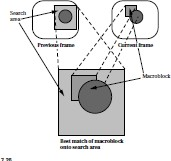 Search
area
Previous frame
Current frame
Macroblock
Best match of macroblock
onto search area